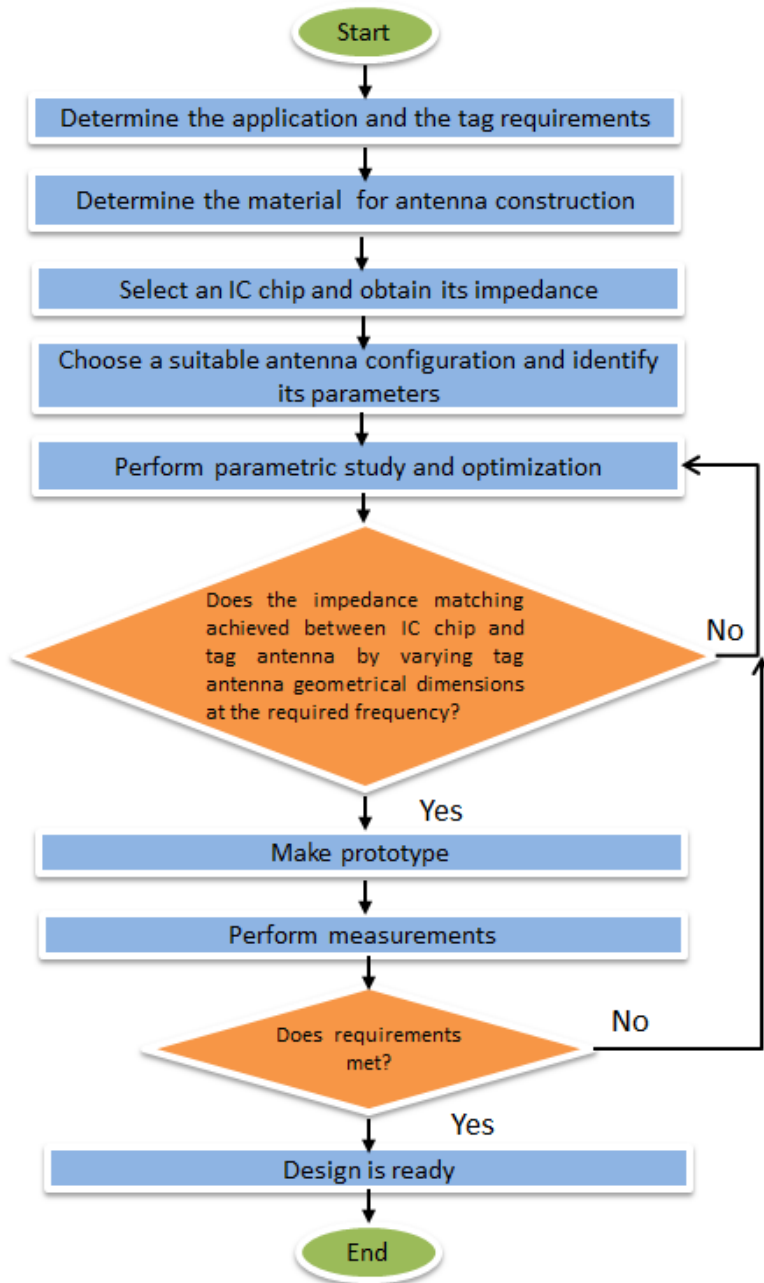 Start
Determine the application and the tag requirements
Determine the material for antenna construction
Select an IC chip and obtain its impedance
Choose a suitable antenna configuration and identify
its parameters
Perform parametric study and optimization
Does the impedance matching
achieved between IC chip and
tag antenna by varying tag
antenna geometrical dimensions
at the required frequency?
No
Yes
Make prototype
Perform measurements
Does requirements
met?
No
Yes
Design is ready
End